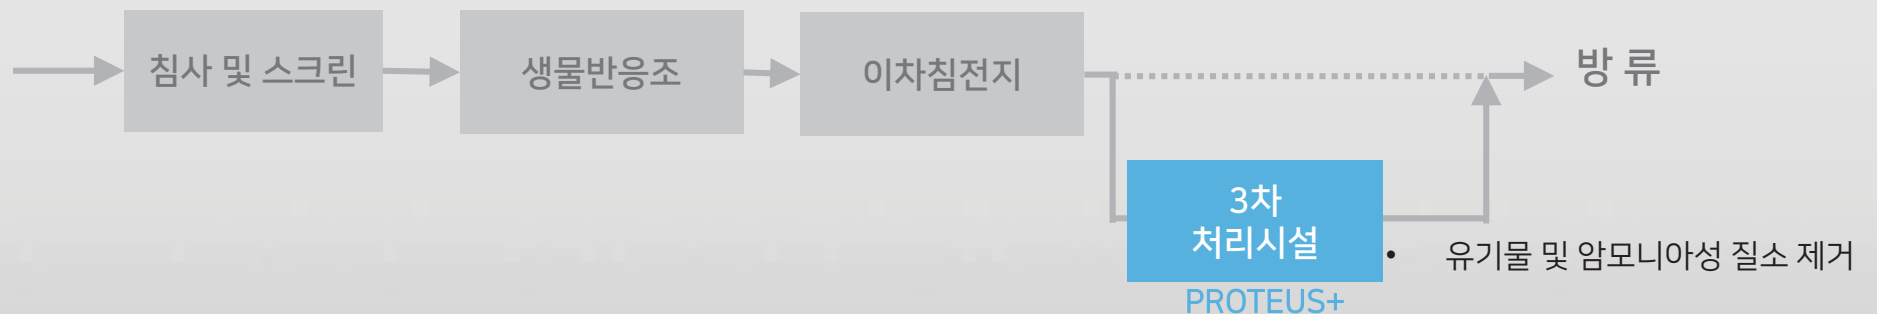 침사 및 스크린
생물반응조
이차침전지
방 류
3차
처리시설
• 유기물 및 암모니아성 질소 제거
PROTEUS+